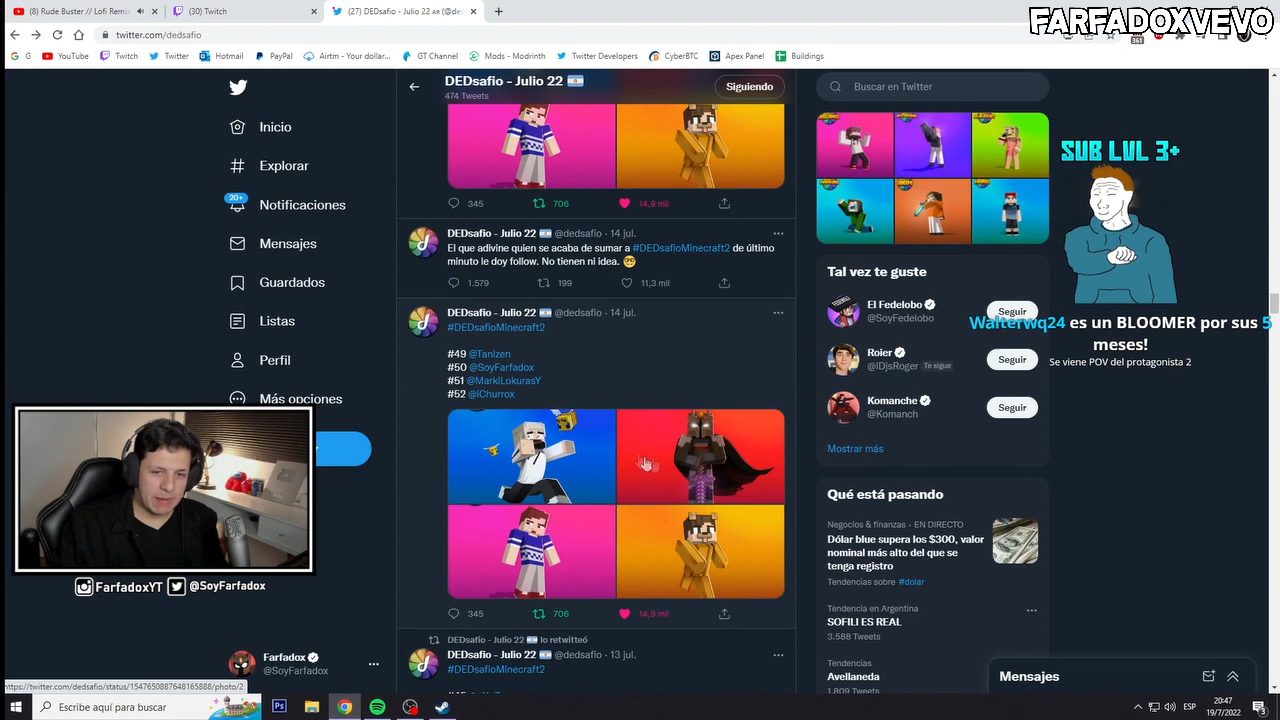 (8) Rude Buster // Lofi Remix
(30) Twitch
(27) DEDsafio - Julio 22 AR (@de
FARFADOXVEVO
twitter.com/dedsafio
361
G
YouTube
Twitch
Twitter
Hotmail
PayPal
Airtm - Your dollar...
GT Channel
Mods - Modrinth
Twitter Developers
CyberBTC
Apex Panel
Buildings
DEDsafio - Julio 22
474 Tweets
Siguiendo
Buscar en Twitter
Inicio
Explorar
20+
Notificaciones
Mensajes
Guardados
Listas
Perfil
Más opciones
345
706
14,9 mil
DEDsafio - Julio 22 @dedsafio · 14 jul.
El que adivine quien se acaba de sumar a #DEDsafioMinecraft2 de último
minuto le doy follow. No tienen ni idea.
1.579
199
11,3 mil
DEDsafio - Julio 22 @dedsafio · 14 jul.
#DEDsafioMinecraft2
#49 @Tanizen
#50 @SoyFarfadox
#51 @MarkiLokurasY
#52 @iChurrox
345
706
14,9 mil
DEDsafio - Julio 22 lo retwitteó
DEDsafio - Julio 22 @dedsafio · 13 jul.
#DEDsafioMinecraft2
Tal vez te guste
El Fedelobo
@SoyFedelobo
Seguir
Roier
@iDjsRoger Te sigue
Seguir
Komanche
@Komanch
Seguir
Mostrar más
Qué está pasando
Negocios & finanzas · EN DIRECTO
Dólar blue supera los $300, valor
nominal más alto del que se
tenga registro
Tendencias sobre #dolar
Tendencia en Argentina
SOFILI ES REAL
3.588 Tweets
Tendencias
Avellaneda
1.809 Tweets
Mensajes
SUB LVL 3+
Walterwq24 es un BLOOMER por sus 5
meses!
Se viene POV del protagonista 2
FarfadoxYT
@SoyFarfadox
Farfadox
@SoyFarfadox
https://twitter.com/dedsafio/status/1547650887648165888/photo/2
Escribe aquí para buscar
Ps
ESP
20:47
19/7/2022
3